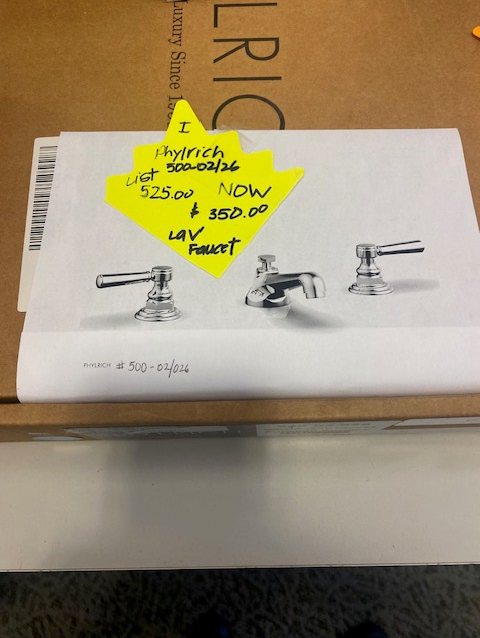 LRIC
Luxury Since 19
I
Phylrich
500-02/26
List
525.00 NOW
$ 350.00
Lav
Faucet
PHYLRICH # 500-02/026